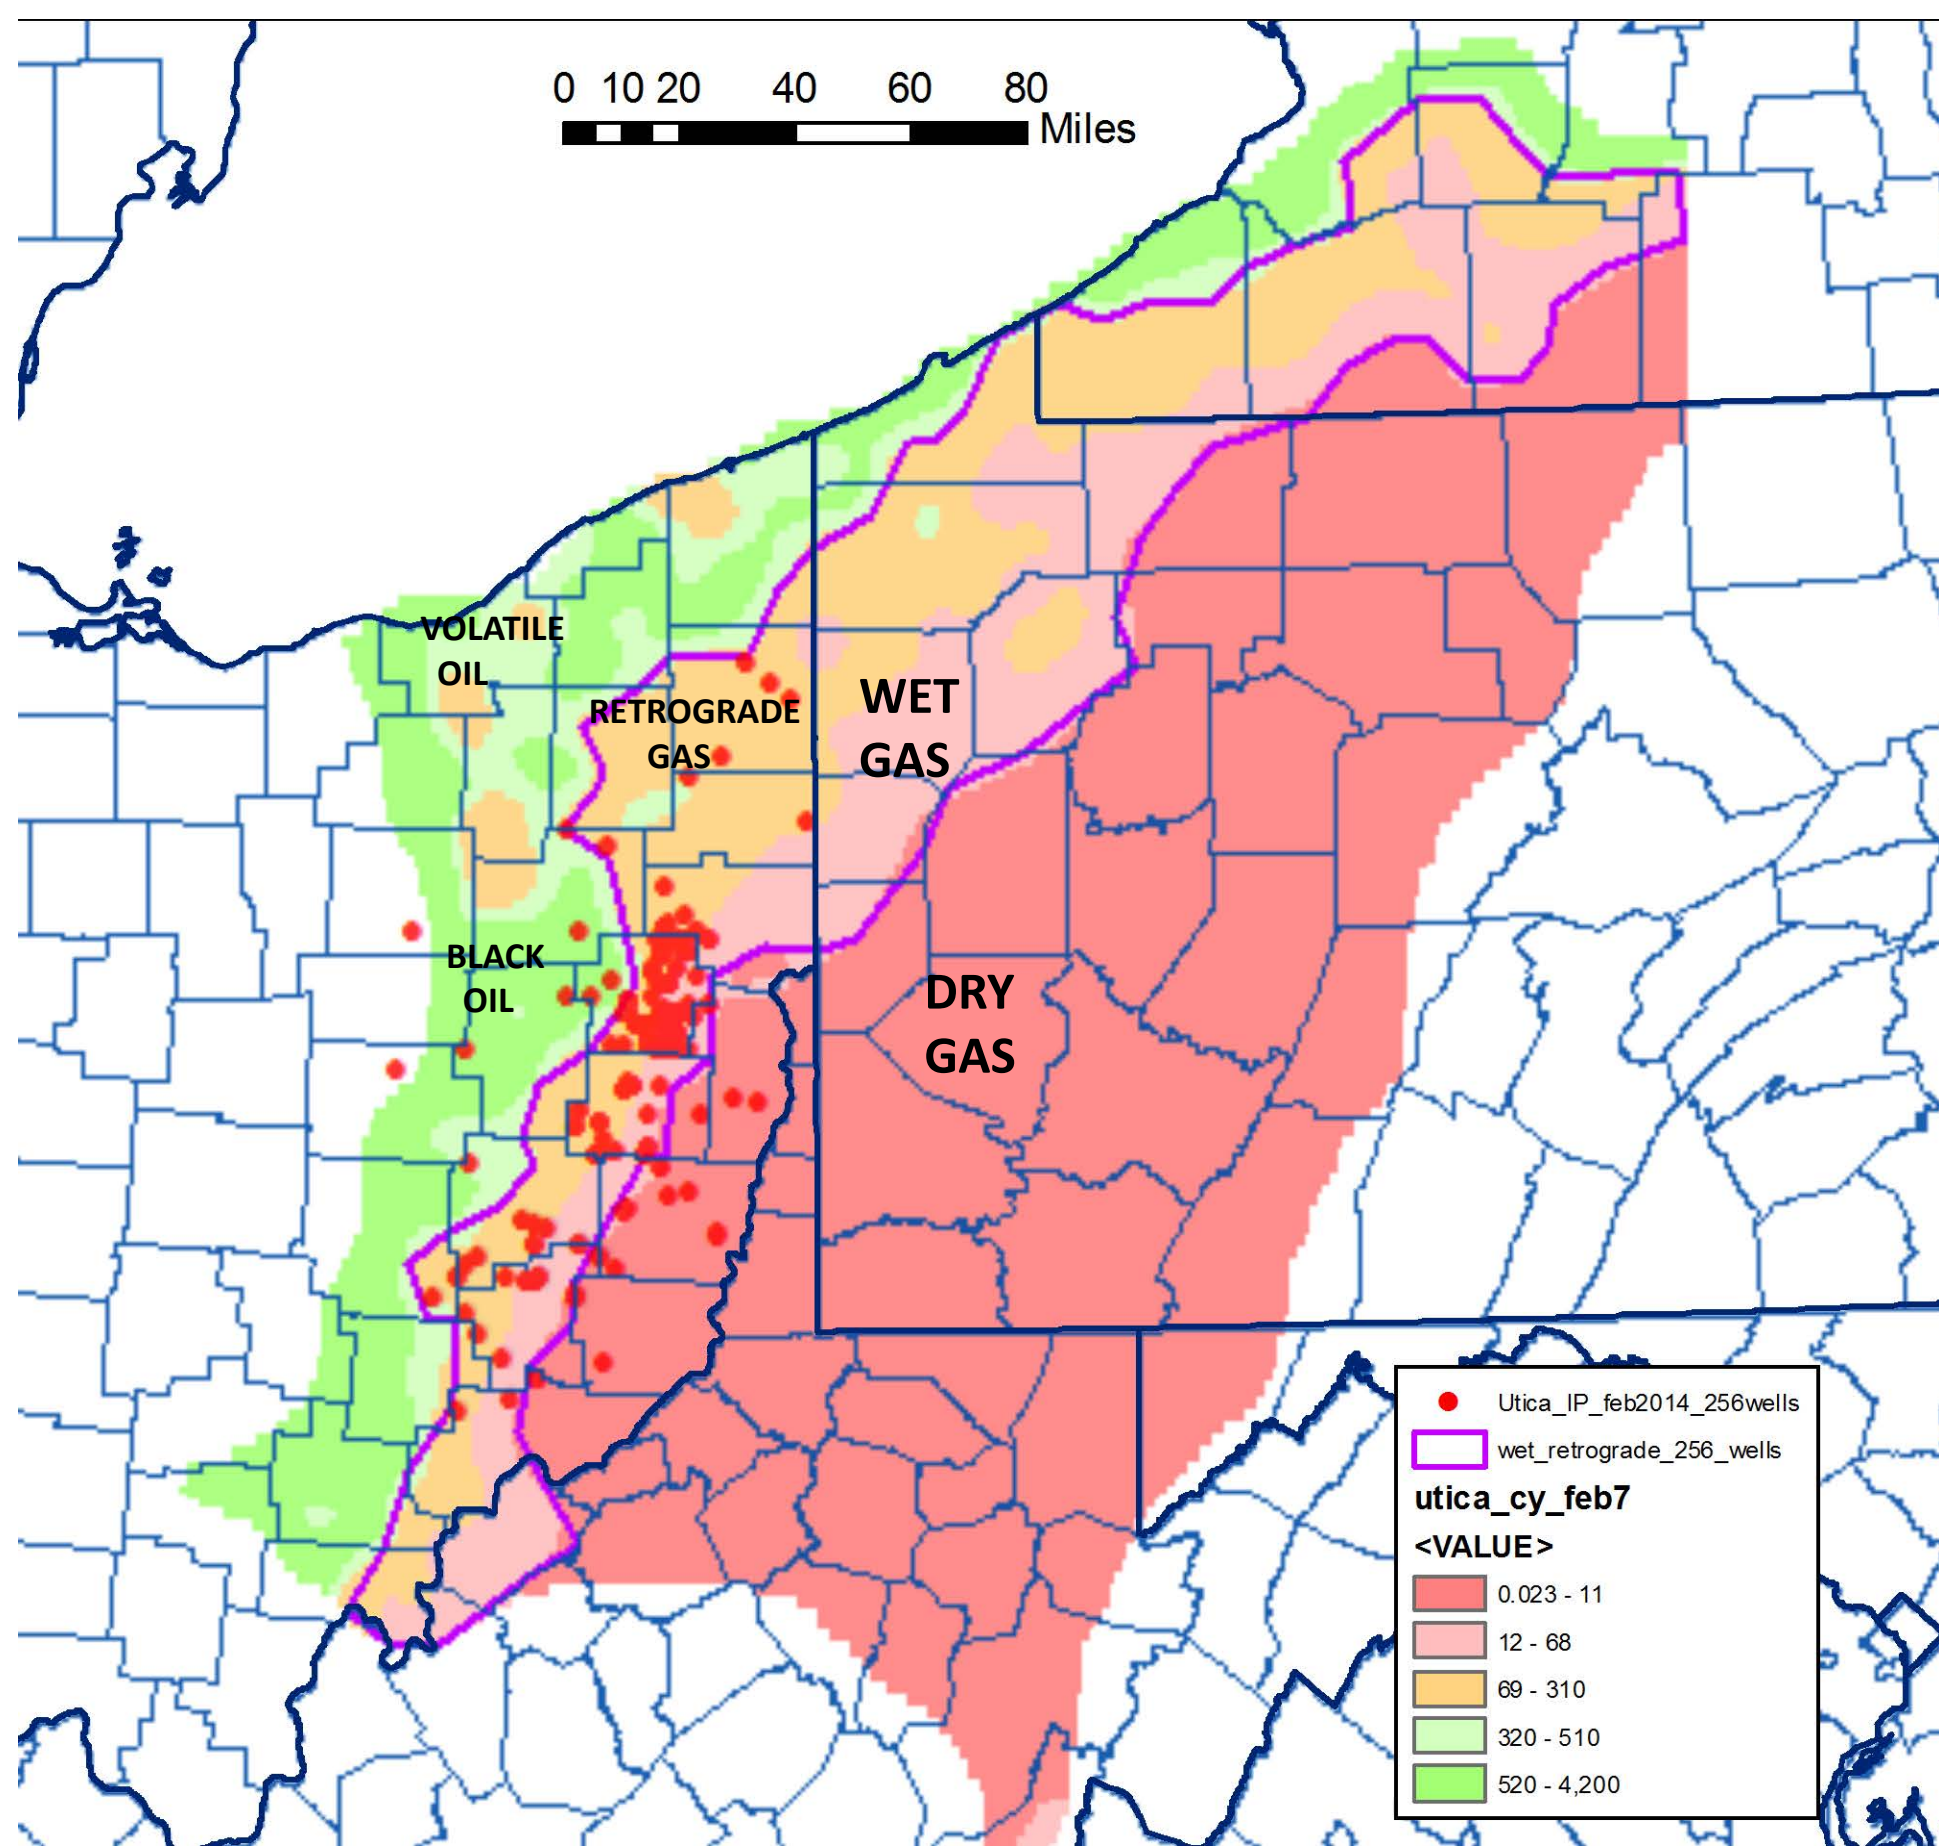 0 10 20 40 60 80
Miles
VOLATILE
OIL
RETROGRADE
GAS
WET
GAS
BLACK
OIL
DRY
GAS
Utica_IP_feb2014_256wells
wet_retrograde_256_wells
utica_cy_feb7
<VALUE>
0.023 - 11
12 - 68
69 - 310
320 - 510
520 - 4,200